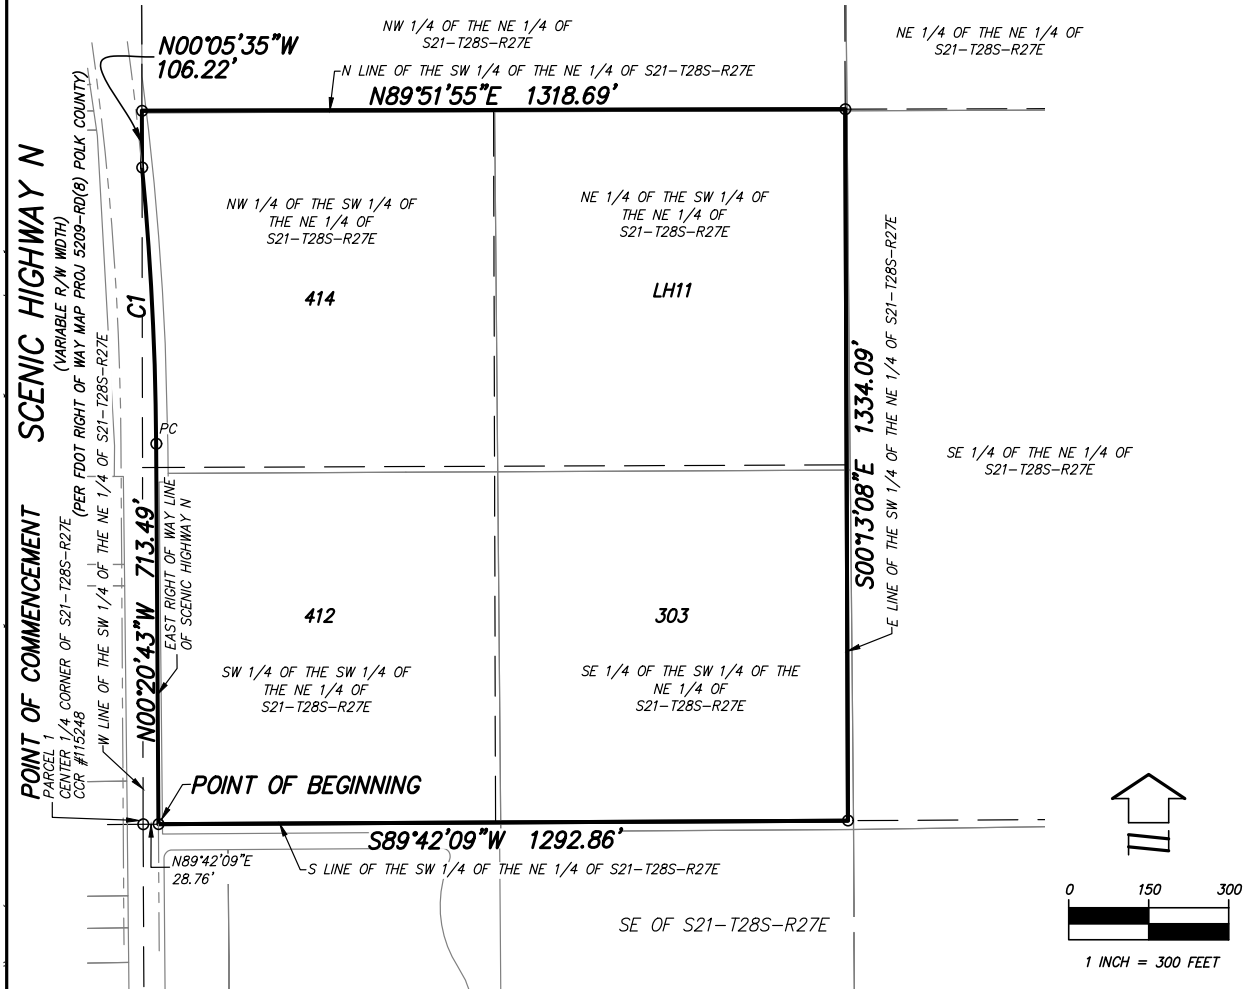 NW 1/4 OF THE NE 1/4 OF
S21-T28S-R27E
NE 1/4 OF THE NE 1/4 OF
S21-T28S-R27E
N00°05'35"W
106.22'
N LINE OF THE SW 1/4 OF THE NE 1/4 OF S21-T28S-R27E
N89°51'55"E 1318.69'
SCENIC HIGHWAY N
(VARIABLE R/W WIDTH)
(PER FDOT RIGHT OF WAY MAP PROJ 5209-RD(8) POLK COUNTY)
W LINE OF THE SW 1/4 OF THE NE 1/4 OF S21-T28S-R27E
C1
NW 1/4 OF THE SW 1/4 OF
THE NE 1/4 OF
S21-T28S-R27E
414
NE 1/4 OF THE SW 1/4 OF
THE NE 1/4 OF
S21-T28S-R27E
LH11
S00°13'08"E 1334.09'
E LINE OF THE SW 1/4 OF THE NE 1/4 OF S21-T28S-R27E
PC
SE 1/4 OF THE NE 1/4 OF
S21-T28S-R27E
POINT OF COMMENCEMENT
PARCEL 1
CENTER 1/4 CORNER OF S21-T28S-R27E
CCR #115248
N00°20'43"W 713.49'
EAST RIGHT OF WAY LINE
OF SCENIC HIGHWAY N
412
SW 1/4 OF THE SW 1/4 OF
THE NE 1/4 OF
S21-T28S-R27E
303
SE 1/4 OF THE SW 1/4 OF THE
NE 1/4 OF
S21-T28S-R27E
POINT OF BEGINNING
S89°42'09"W 1292.86'
N89°42'09"E
28.76'
S LINE OF THE SW 1/4 OF THE NE 1/4 OF S21-T28S-R27E
SE OF S21-T28S-R27E
0 150 300
1 INCH = 300 FEET